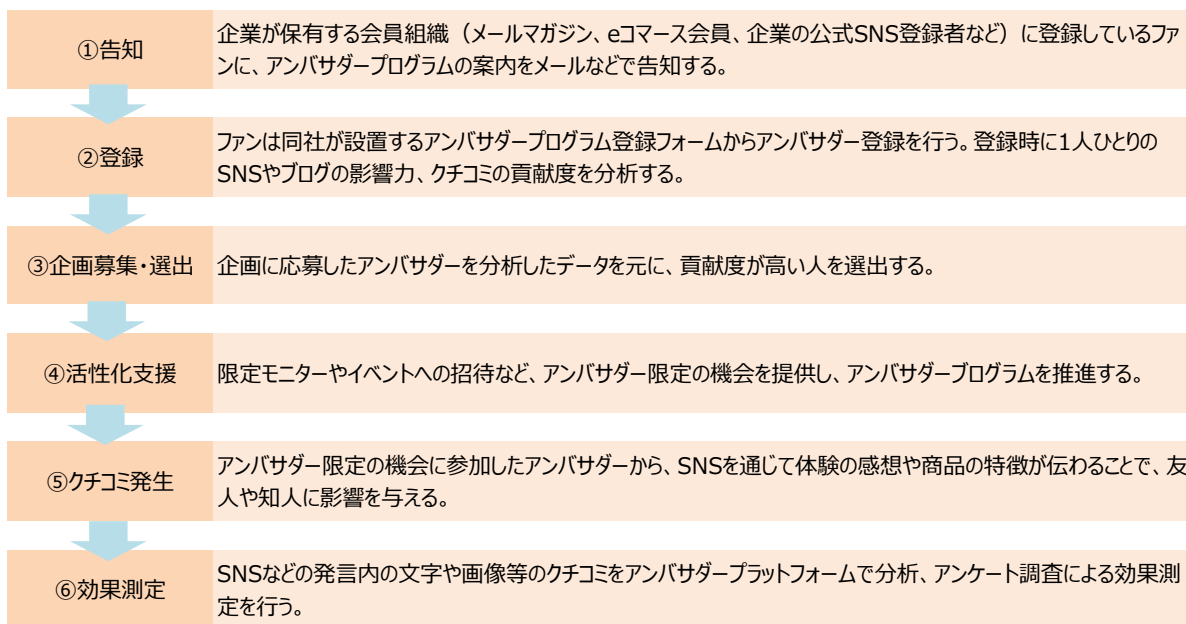 ①告知
企業が保有する会員組織（メールマガジン、eコマース会員、企業の公式SNS登録者など）に登録しているファ
ンに、アンバサダープログラムの案内をメールなどで告知する。
②登録
ファンは同社が設置するアンバサダープログラム登録フォームからアンバサダー登録を行う。登録時に1人ひとりの
SNSやブログの影響力、クチコミの貢献度を分析する。
③企画募集・選出
企画に応募したアンバサダーを分析したデータを元に、貢献度が高い人を選出する。
④活性化支援
限定モニターやイベントへの招待など、アンバサダー限定の機会を提供し、アンバサダーブログラムを推進する。
⑤クチコミ発生
アンバサダー限定の機会に参加したアンバサダーから、SNSを通じて体験の感想や商品の特徴が伝わることで、友
人や知人に影響を与える。
⑥効果測定
SNSなどの発言内の文字や画像等のクチコミをアンバサダープラットフォームで分析、アンケート調査による効果測
定を行う。